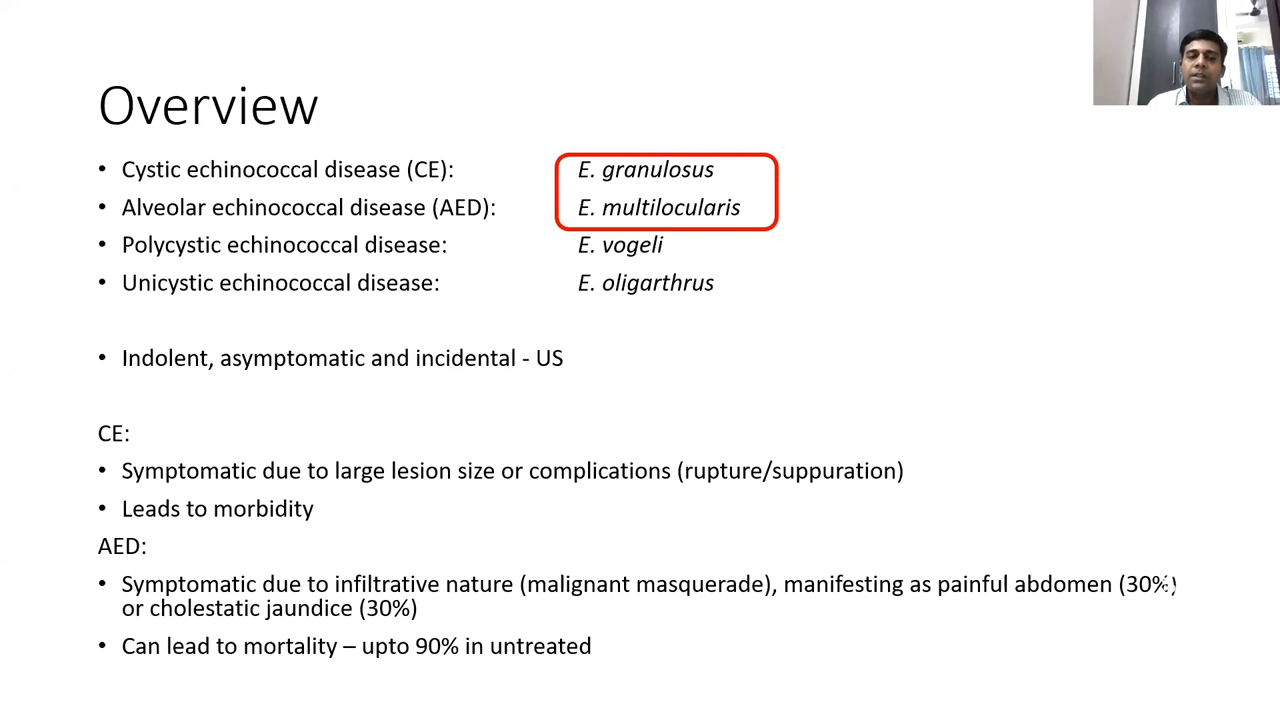 Overview
• Cystic echinococcal disease (CE): E. granulosus
• Alveolar echinococcal disease (AED): E. multilocularis
• Polycystic echinococcal disease: E. vogeli
• Unicystic echinococcal disease: E. oligarthrus
• Indolent, asymptomatic and incidental - US
CE:
• Symptomatic due to large lesion size or complications (rupture/suppuration)
• Leads to morbidity
AED:
• Symptomatic due to infiltrative nature (malignant masquerade), manifesting as painful abdomen (30%)
or cholestatic jaundice (30%)
• Can lead to mortality – upto 90% in untreated